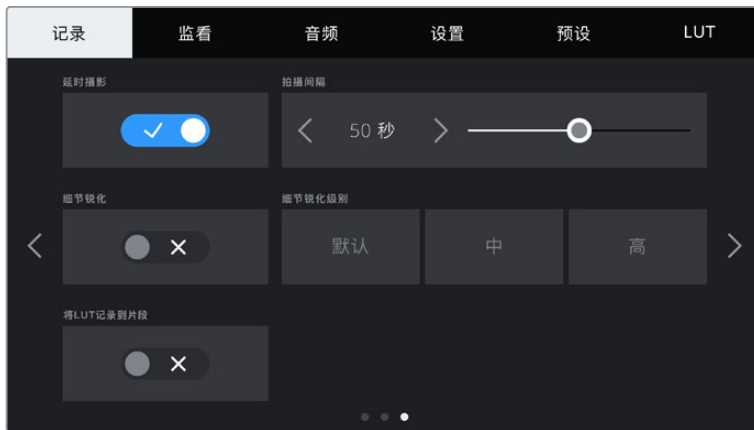 记录 监看 音频 设置 预设 LUT
延时摄影 拍摄间隔
50 秒
细节锐化 细节锐化级别
默认 中 高
将LUT记录到片段